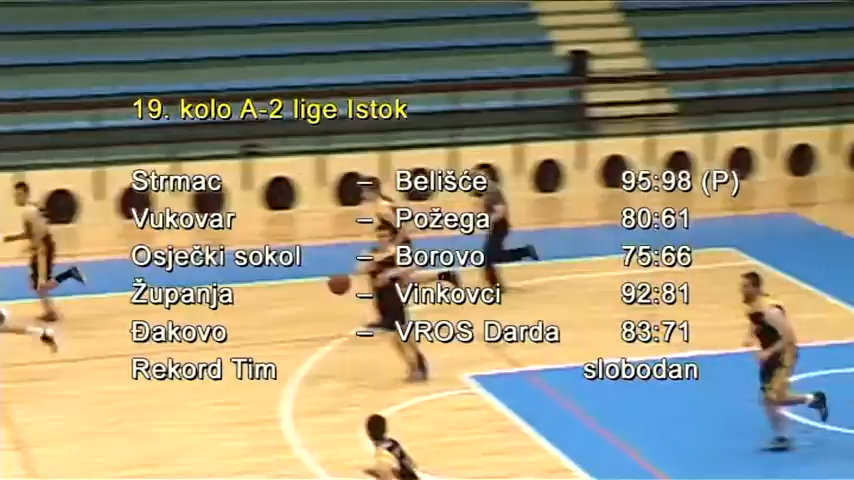 19. kolo A-2 lige Istok
Strmac – Belišće 95:98 (P)
Vukovar – Požega 80:61
Osječki sokol – Borovo 75:66
Županja – Vinkovci 92:81
Đakovo – VROS Darda 83:71
Rekord Tim slobodan